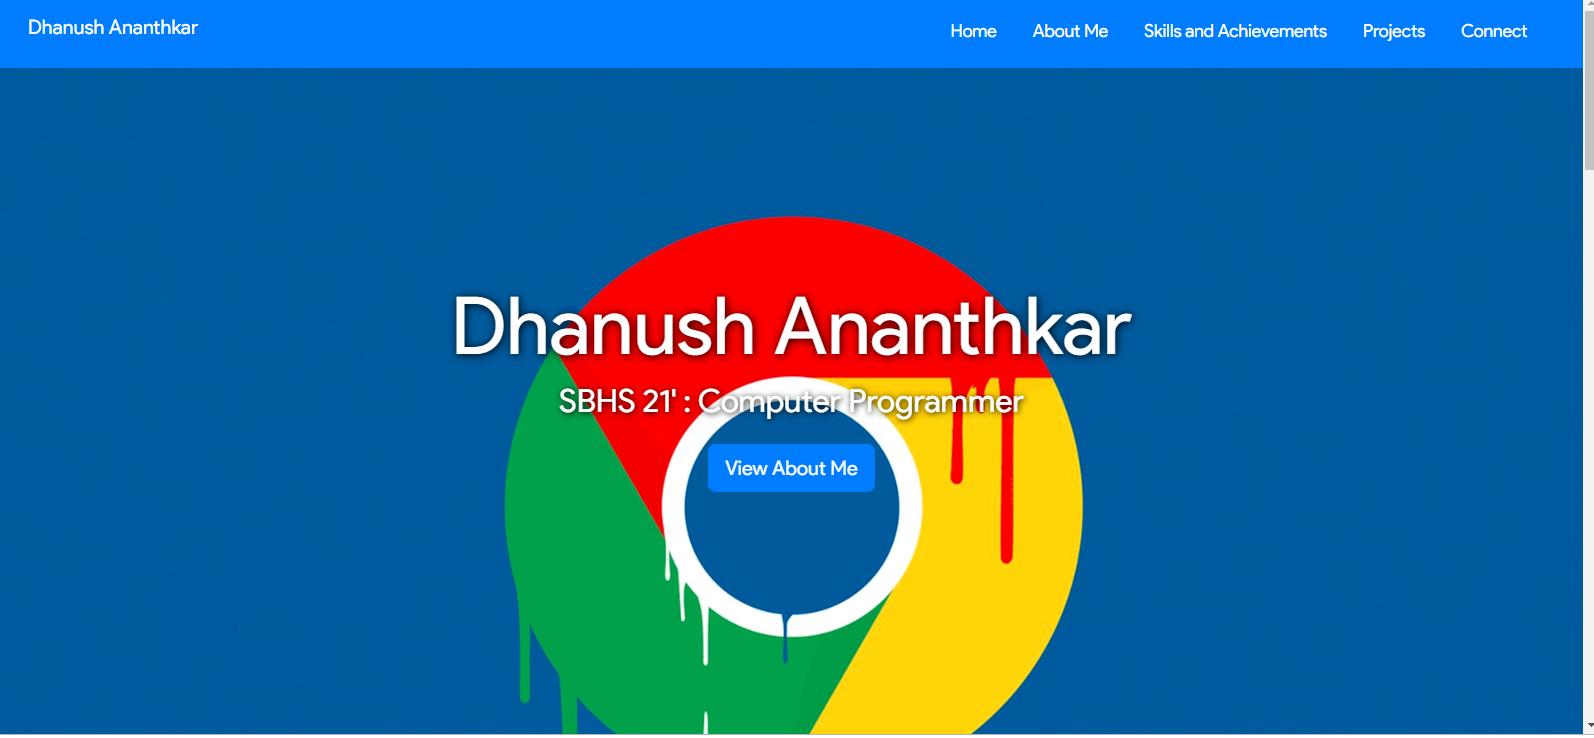 Dhanush Ananthkar
Home About Me Skills and Achievements Projects Connect
Dhanush Ananthkar
SBHS 21' : Computer Programmer
View About Me